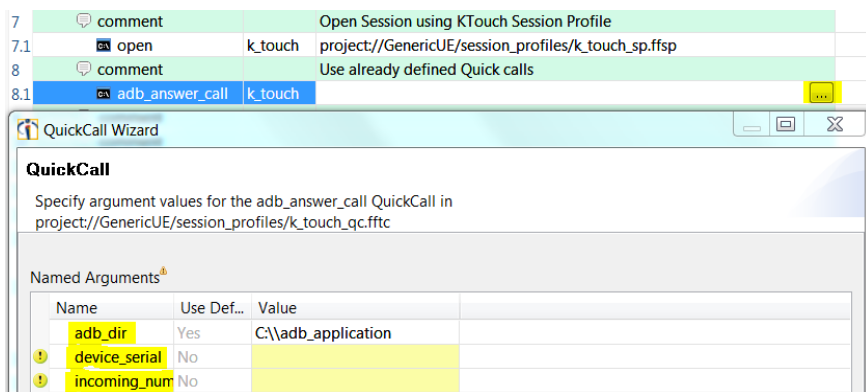 7 comment Open Session using KTouch Session Profile
7.1 open k_touch project://GenericUE/session_profiles/k_touch_sp.ffsp
8 comment Use already defined Quick calls
8.1 adb_answer_call k_touch ...
QuickCall Wizard
QuickCall
Specify argument values for the adb_answer_call QuickCall in
project://GenericUE/session_profiles/k_touch_qc.fftc
Named Arguments
Name Use Def... Value
adb_dir Yes C:\\adb_application
device_serial No
incoming_num No